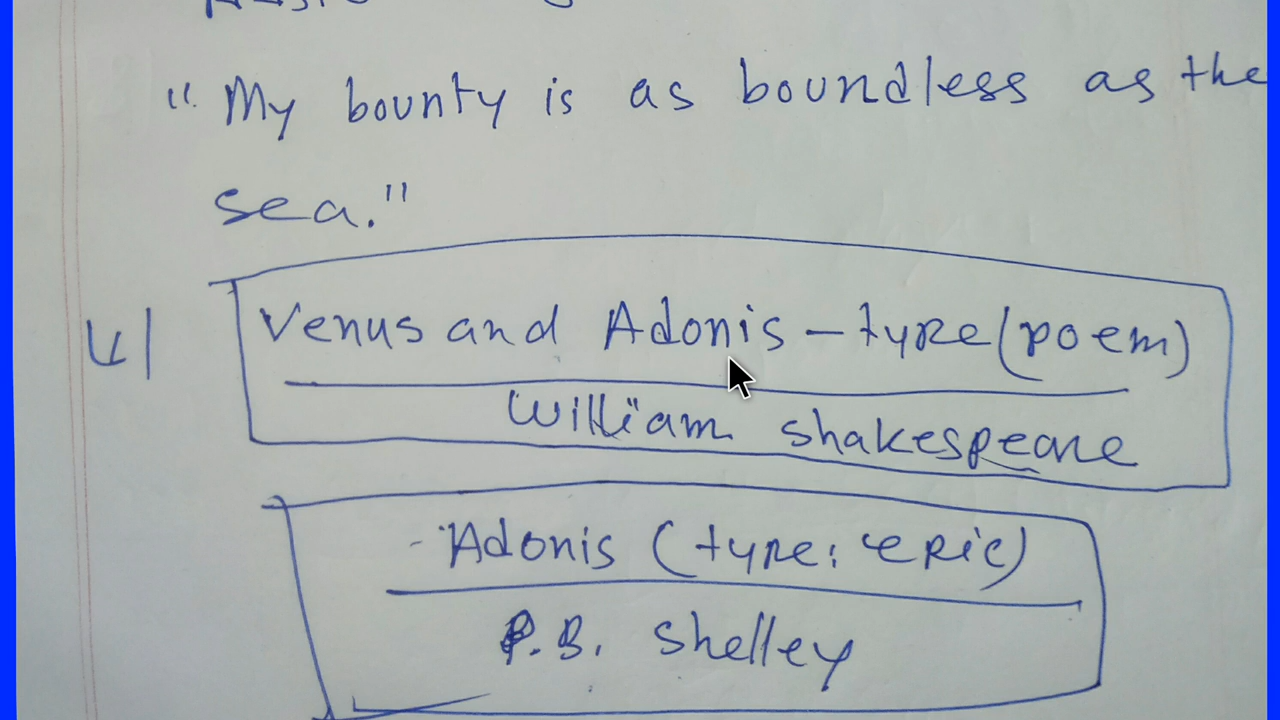 "My bounty is as boundless as the
sea."
4/
Venus and Adonis - type (poem)
William Shakespeare
- Adonis (type: epic)
P.B. Shelley